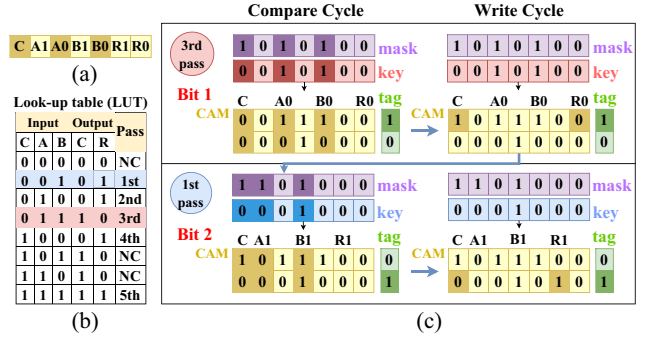 C A1 A0 B1 B0 R1 R0
(a)
Look-up table (LUT)
Input Output Pass
C A B C R
0 0 0 0 0 NC
0 0 1 0 1 1st
0 1 0 0 1 2nd
0 1 1 1 0 3rd
1 0 0 0 1 4th
1 0 1 1 0 NC
1 1 0 1 0 NC
1 1 1 1 1 5th
(b)
Compare Cycle Write Cycle
3rd pass
1 0 1 0 1 0 0 mask 1 0 1 0 1 0 0 mask
0 0 1 0 1 0 0 key 0 0 1 0 1 0 0 key
Bit 1
C A0 B0 R0 tag C A0 B0 R0 tag
CAM 0 0 1 1 1 0 0 1 CAM 1 0 1 1 1 0 0 1
0 0 0 1 0 0 0 0 0 0 0 1 0 0 0 0
1st pass
1 1 0 1 0 0 0 mask 1 1 0 1 0 0 0 mask
0 0 0 1 0 0 0 key 0 0 0 1 0 0 0 key
Bit 2
C A1 B1 R1 tag C A1 B1 R1 tag
CAM 1 0 1 1 1 0 0 0 CAM 1 0 1 1 1 0 0 0
0 0 0 1 0 0 0 1 0 0 0 1 0 1 0 1
(c)